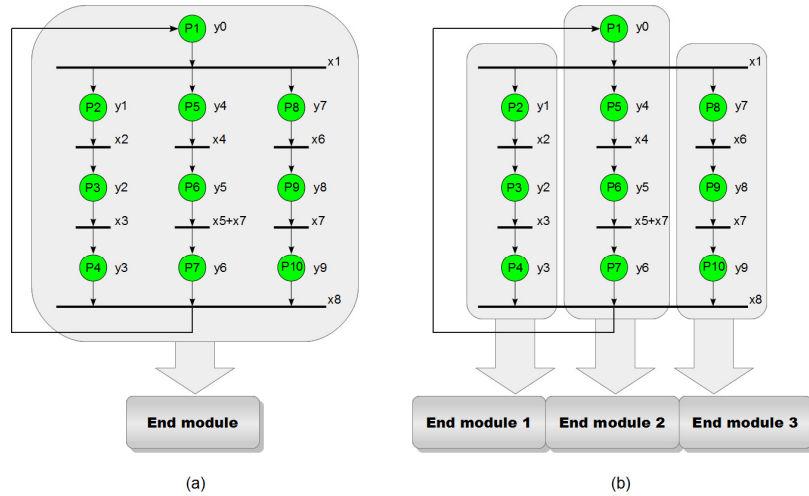 P1 y0
x1
P2 y1 P5 y4 P8 y7
x2 x4 x6
P3 y2 P6 y5 P9 y8
x3 x5+x7 x7
P4 y3 P7 y6 P10 y9
x8
End module
(a)
P1 y0
x1
P2 y1 P5 y4 P8 y7
x2 x4 x6
P3 y2 P6 y5 P9 y8
x3 x5+x7 x7
P4 y3 P7 y6 P10 y9
x8
End module 1 End module 2 End module 3
(b)